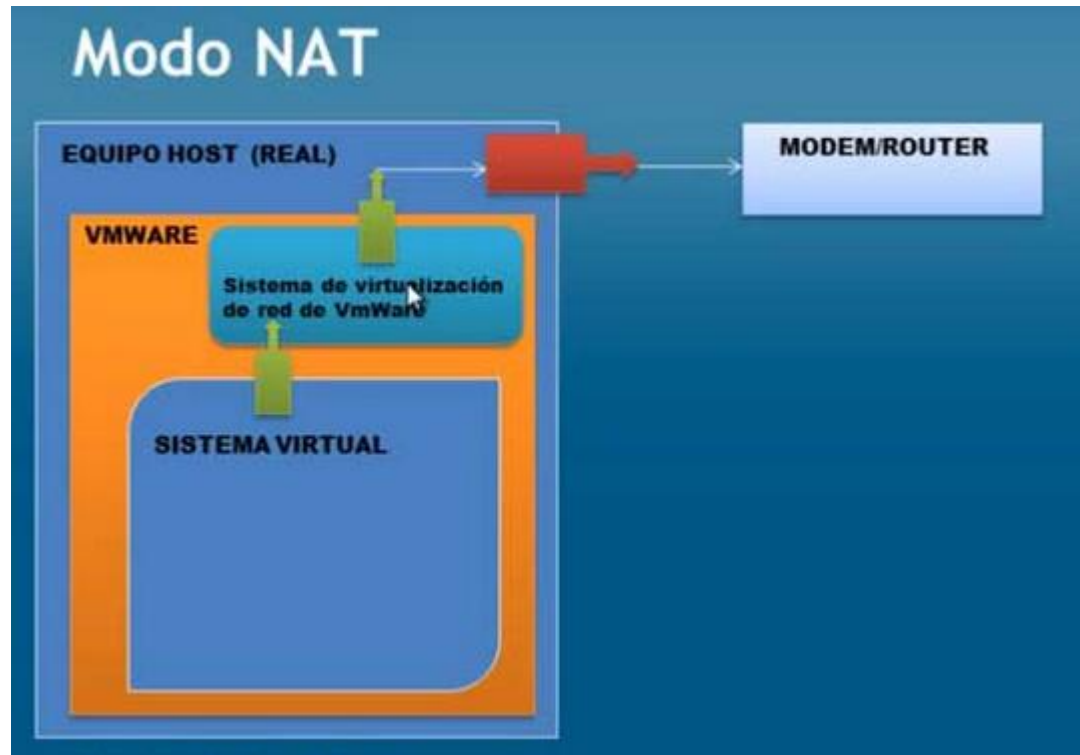 Modo NAT
EQUIPO HOST (REAL)
MODEM/ROUTER
VMWARE
Sistema de virtualización
de red de VmWare
SISTEMA VIRTUAL